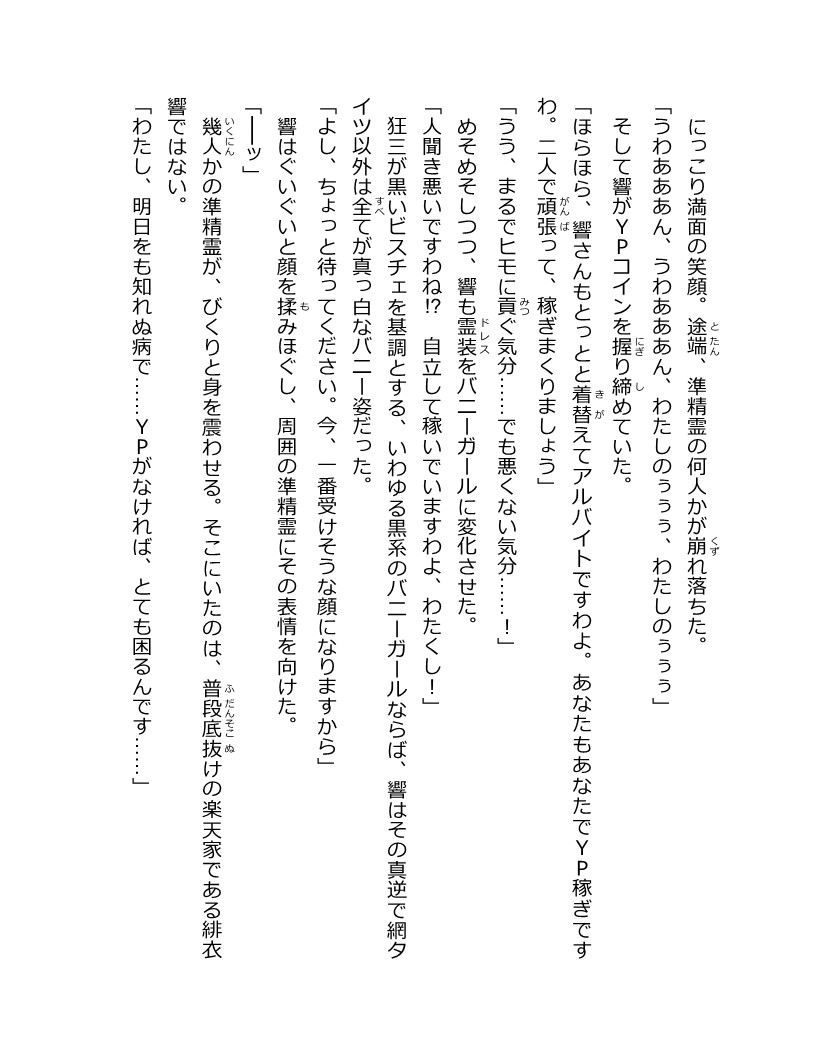 にっこり満面の笑顔。途端、準精霊の何人かが崩れ落ちた。
「うわあああん、うわあああん、わたしのぅぅぅ、わたしのぅぅぅ」
そして響がＹＰコインを握り締めていた。
「ほらほら、響さんもとっとと着替えてアルバイトですわよ。あなたもあなたでＹＰ稼ぎです
わ。二人で頑張って、稼ぎまくりましょう」
「うう、まるでヒモに貢ぐ気分……でも悪くない気分……！」
めそめそしつつ、響も霊装をバニーガールに変化させた。
「人聞き悪いですわね⁉　自立して稼いでいますわよ、わたくし！」
狂三が黒いビスチェを基調とする、いわゆる黒系のバニーガールならば、響はその真逆で網タ
イツ以外は全てが真っ白なバニー姿だった。
「よし、ちょっと待ってください。今、一番受けそうな顔になりますから」
響はぐいぐいと顔を揉みほぐし、周囲の準精霊にその表情を向けた。
「──ッ」
幾人かの準精霊が、びくりと身を震わせる。そこにいたのは、普段底抜けの楽天家である緋衣
響ではない。
「わたし、明日をも知れぬ病で……ＹＰがなければ、とても困るんです……」